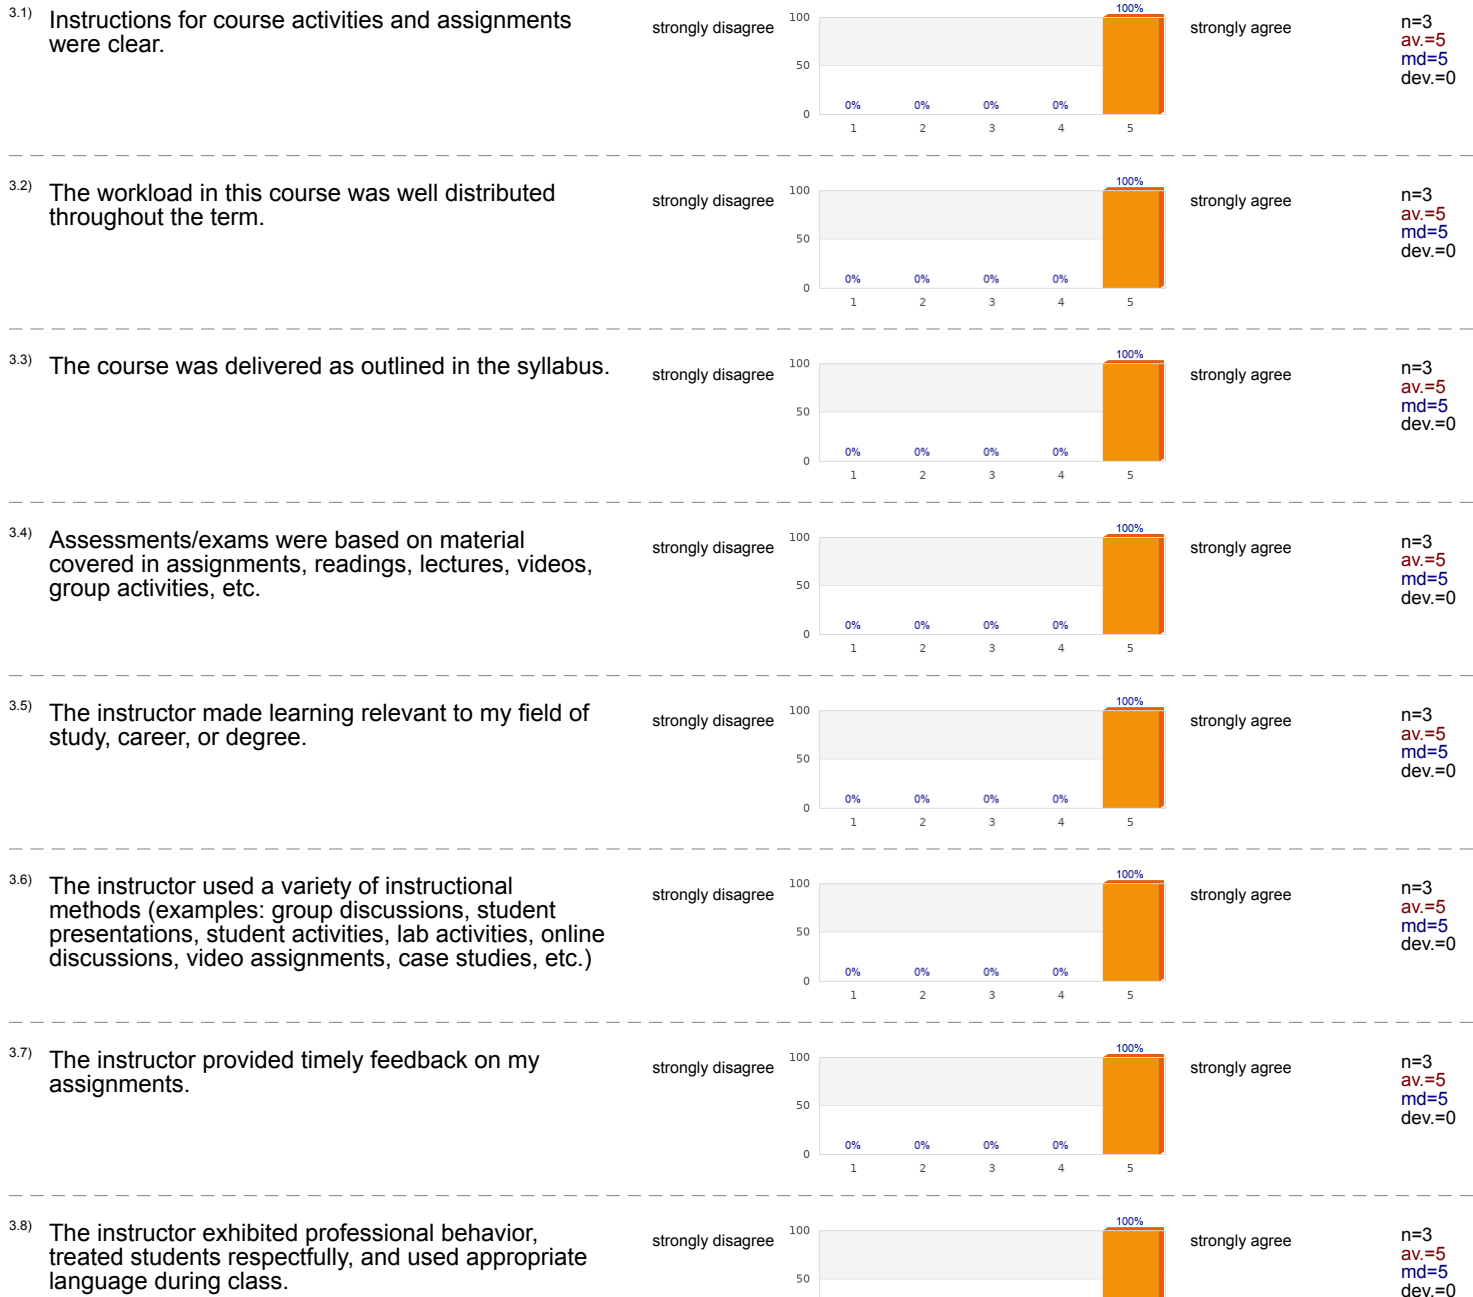 3.1) Instructions for course activities and assignments
were clear.
strongly disagree
strongly agree
100
50
0
100%
0% 0% 0% 0%
1 2 3 4 5
n=3
av.=5
md=5
dev.=0
3.2) The workload in this course was well distributed
throughout the term.
strongly disagree
strongly agree
100
50
0
100%
0% 0% 0% 0%
1 2 3 4 5
n=3
av.=5
md=5
dev.=0
3.3) The course was delivered as outlined in the syllabus.
strongly disagree
strongly agree
100
50
0
100%
0% 0% 0% 0%
1 2 3 4 5
n=3
av.=5
md=5
dev.=0
3.4) Assessments/exams were based on material
covered in assignments, readings, lectures, videos,
group activities, etc.
strongly disagree
strongly agree
100
50
0
100%
0% 0% 0% 0%
1 2 3 4 5
n=3
av.=5
md=5
dev.=0
3.5) The instructor made learning relevant to my field of
study, career, or degree.
strongly disagree
strongly agree
100
50
0
100%
0% 0% 0% 0%
1 2 3 4 5
n=3
av.=5
md=5
dev.=0
3.6) The instructor used a variety of instructional
methods (examples: group discussions, student
presentations, student activities, lab activities, online
discussions, video assignments, case studies, etc.)
strongly disagree
strongly agree
100
50
0
100%
0% 0% 0% 0%
1 2 3 4 5
n=3
av.=5
md=5
dev.=0
3.7) The instructor provided timely feedback on my
assignments.
strongly disagree
strongly agree
100
50
0
100%
0% 0% 0% 0%
1 2 3 4 5
n=3
av.=5
md=5
dev.=0
3.8) The instructor exhibited professional behavior,
treated students respectfully, and used appropriate
language during class.
strongly disagree
strongly agree
100
50
100%
n=3
av.=5
md=5
dev.=0